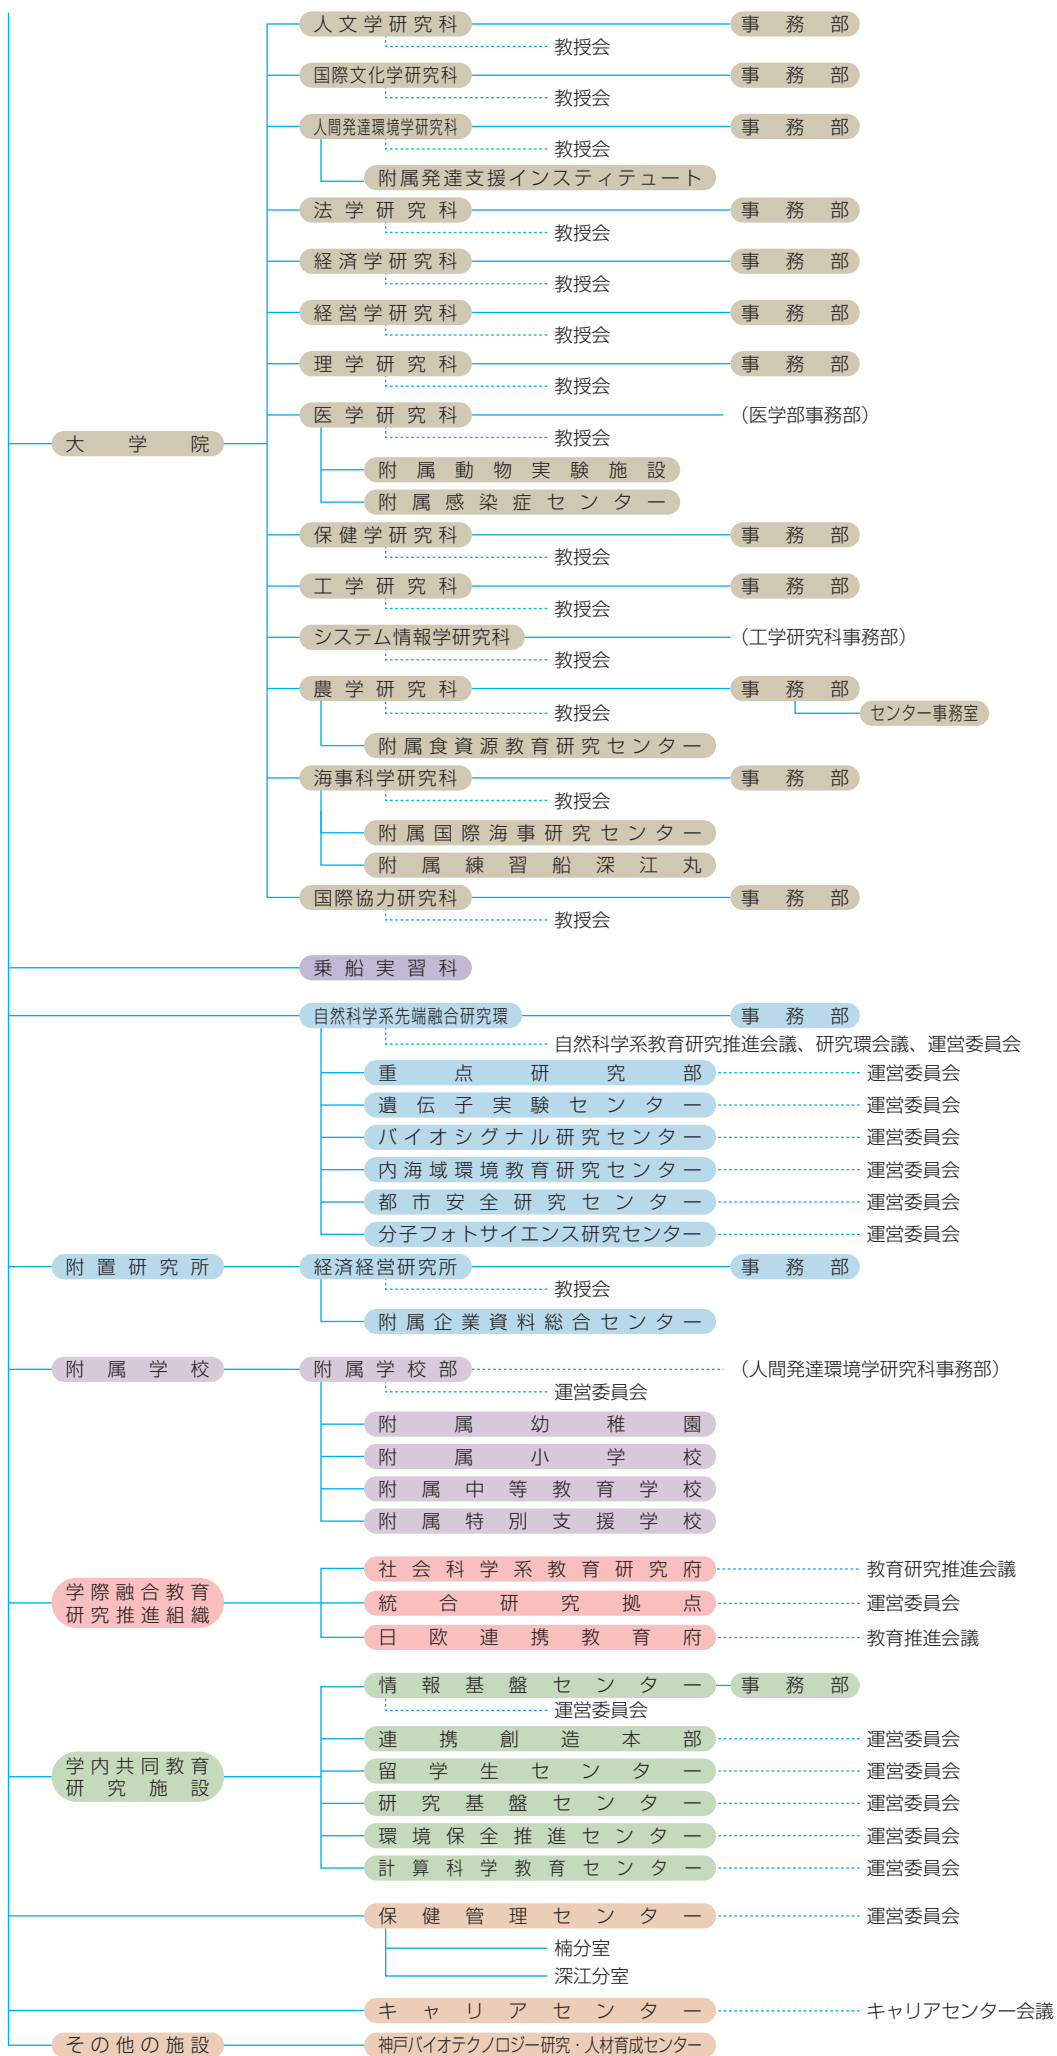 人文学研究科 事務部
教授会
国際文化学研究科 事務部
教授会
人間発達環境学研究科 事務部
教授会
附属発達支援インスティテュート
法学研究科 事務部
教授会
経済学研究科 事務部
教授会
経営学研究科 事務部
教授会
理学研究科 事務部
教授会
医学研究科 （医学部事務部）
教授会
大学院
附属動物実験施設
附属感染症センター
保健学研究科 事務部
教授会
工学研究科 事務部
教授会
システム情報学研究科 （工学研究科事務部）
教授会
農学研究科 事務部
教授会 センター事務室
附属食資源教育研究センター
海事科学研究科 事務部
教授会
附属国際海事研究センター
附属練習船深江丸
国際協力研究科 事務部
教授会
乗船実習科
自然科学系先端融合研究環 事務部
自然科学系教育研究推進会議、研究環会議、運営委員会
重点研究部 運営委員会
遺伝子実験センター 運営委員会
バイオシグナル研究センター 運営委員会
内海域環境教育研究センター 運営委員会
都市安全研究センター 運営委員会
分子フォトサイエンス研究センター 運営委員会
附置研究所 経済経営研究所 事務部
教授会
附属企業資料総合センター
附属学校 附属学校部 （人間発達環境学研究科事務部）
運営委員会
附属幼稚園
附属小学校
附属中等教育学校
附属特別支援学校
社会科学系教育研究府 教育研究推進会議
学際融合教育
研究推進組織
統合研究拠点 運営委員会
日欧連携教育府 教育推進会議
情報基盤センター 事務部
運営委員会
連携創造本部 運営委員会
学内共同教育
研究施設
留学生センター 運営委員会
研究基盤センター 運営委員会
環境保全推進センター 運営委員会
計算科学教育センター 運営委員会
保健管理センター 運営委員会
楠分室
深江分室
キャリアセンター キャリアセンター会議
その他の施設 神戸バイオテクノロジー研究・人材育成センター